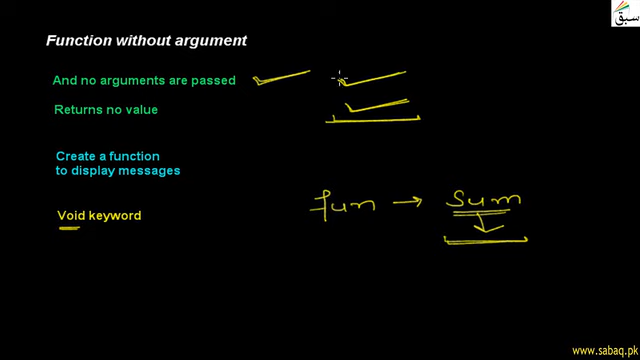 سبق
Function without argument
And no arguments are passed
Returns no value
Create a function
to display messages
fun → sum
Void keyword
www.sabaq.pk